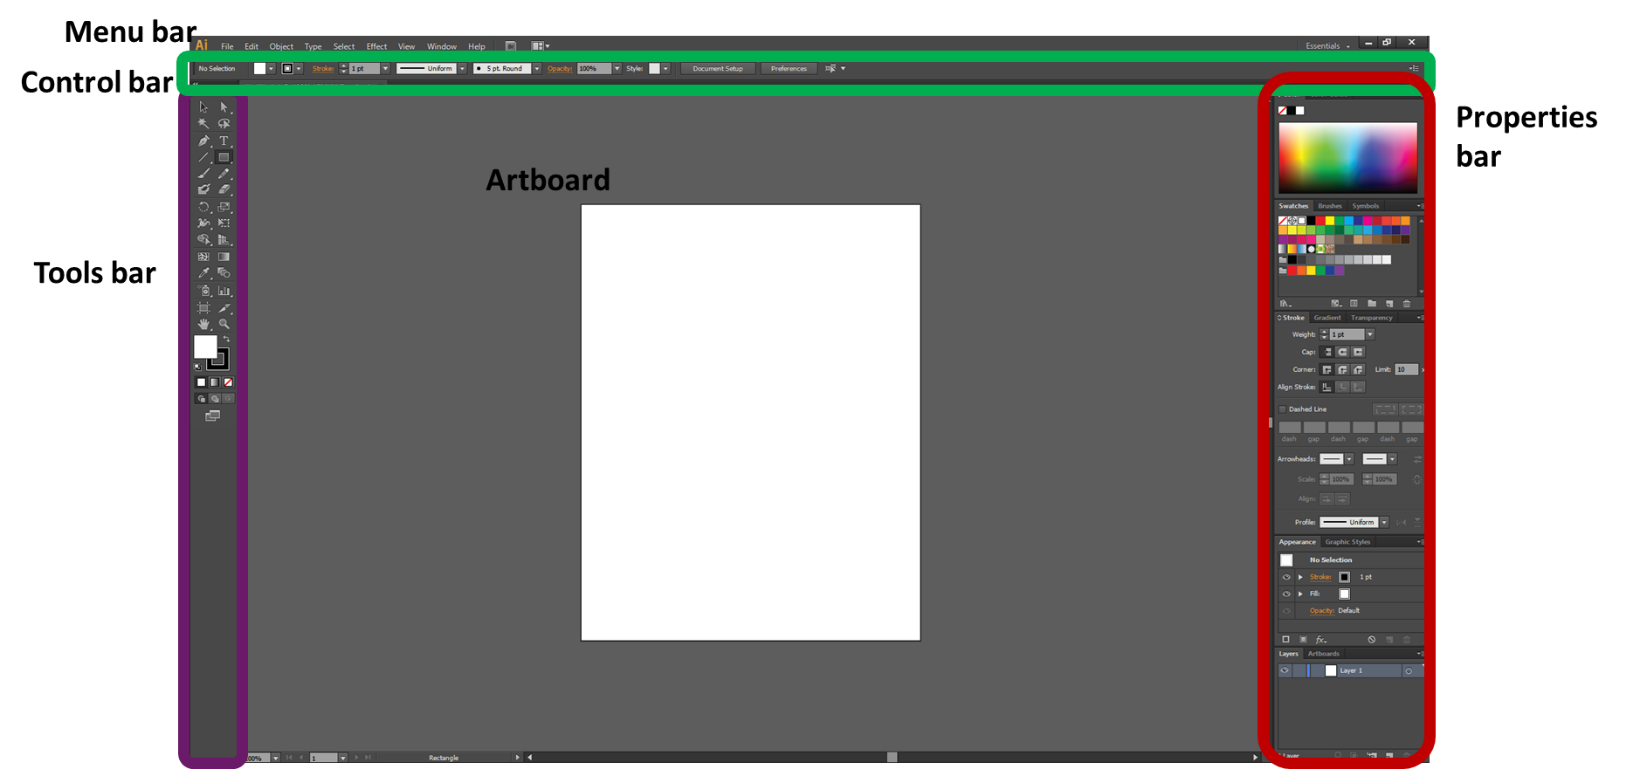 Menu bar
Ai File Edit Object Type Select Effect View Window Help Essentials
Control bar
No Selection Stroke: 1 pt Uniform 5 pt. Round Opacity: 100% Style: Document Setup Preferences
Properties
bar
Artboard
Tools bar
Swatches Brushes Symbols
Stroke Gradient Transparency
Weight: 1 pt
Cap:
Corner: Limit: 10
Align Stroke:
Dashed Line
dash gap dash gap dash gap
Arrowheads:
Scale: 100% 100%
Align:
Profile: Uniform
Appearance Graphic Styles
No Selection
Stroke: 1 pt
Fill:
Opacity: Default
fx.
Layers Artboards
Layer 1
1 Rectangle
Layer